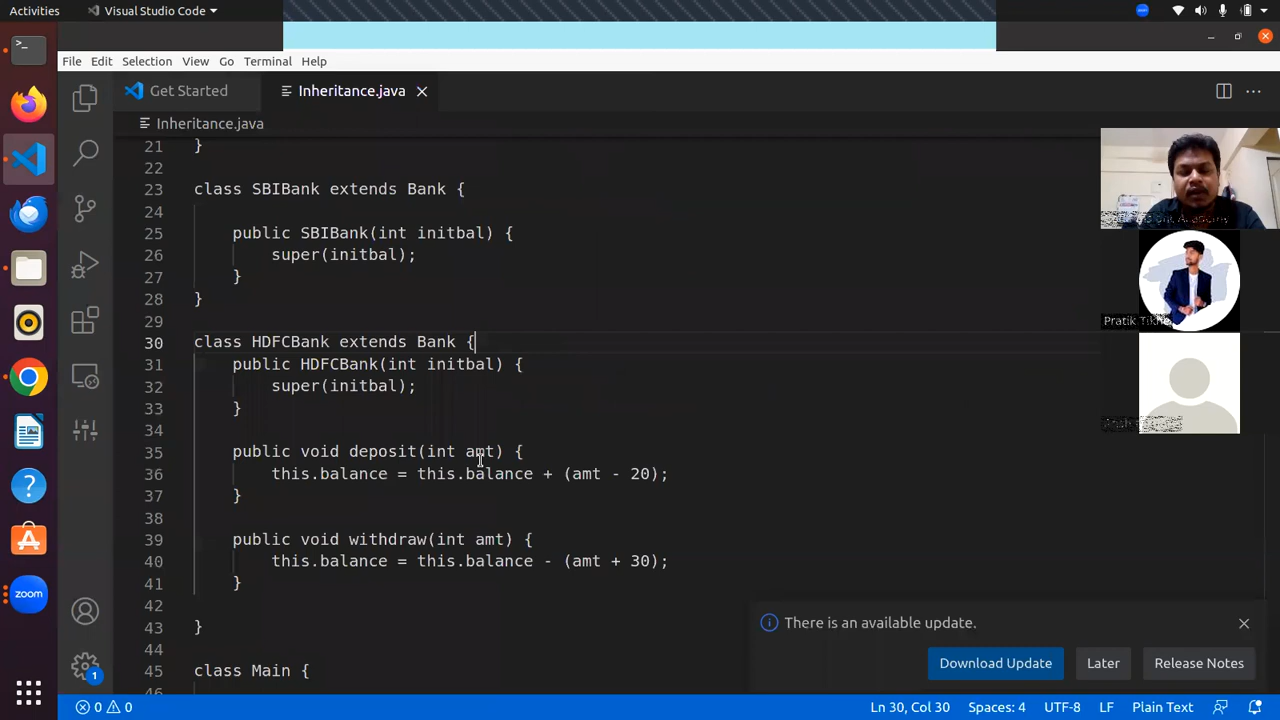 Activities
Visual Studio Code
File Edit Selection View Go Terminal Help
Get Started
Inheritance.java
Inheritance.java
21 }
22
23 class SBIBank extends Bank {
24
25 public SBIBank(int initbal) {
26 super(initbal);
27 }
28 }
29
30 class HDFCBank extends Bank {
31 public HDFCBank(int initbal) {
32 super(initbal);
33 }
34
35 public void deposit(int amt) {
36 this.balance = this.balance + (amt - 20);
37 }
38
39 public void withdraw(int amt) {
40 this.balance = this.balance - (amt + 30);
41 }
42
43 }
44
45 class Main {
46
Academy
Pratik
There is an available update.
Download Update
Later
Release Notes
zoom
1
0 0
Ln 30, Col 30
Spaces: 4
UTF-8
LF
Plain Text